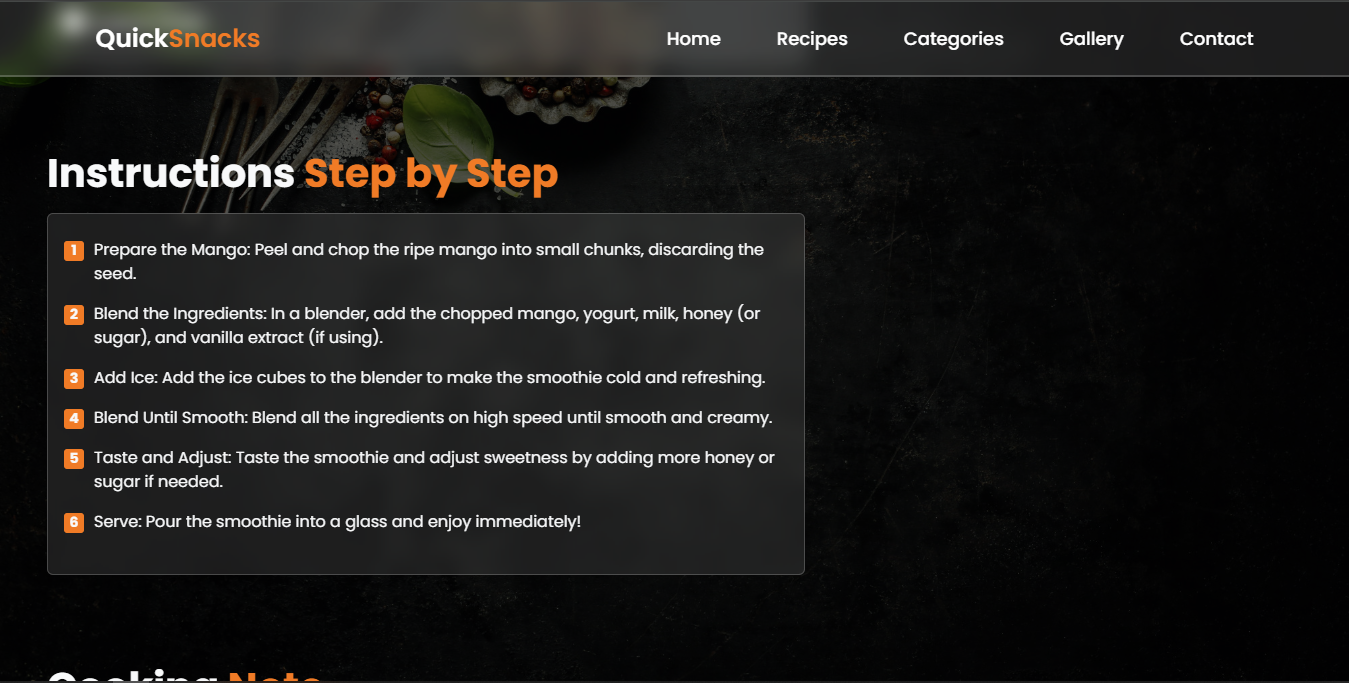 QuickSnacks
Home Recipes Categories Gallery Contact
Instructions Step by Step
1 Prepare the Mango: Peel and chop the ripe mango into small chunks, discarding the
seed.
2 Blend the Ingredients: In a blender, add the chopped mango, yogurt, milk, honey (or
sugar), and vanilla extract (if using).
3 Add Ice: Add the ice cubes to the blender to make the smoothie cold and refreshing.
4 Blend Until Smooth: Blend all the ingredients on high speed until smooth and creamy.
5 Taste and Adjust: Taste the smoothie and adjust sweetness by adding more honey or
sugar if needed.
6 Serve: Pour the smoothie into a glass and enjoy immediately!
Cooking Note